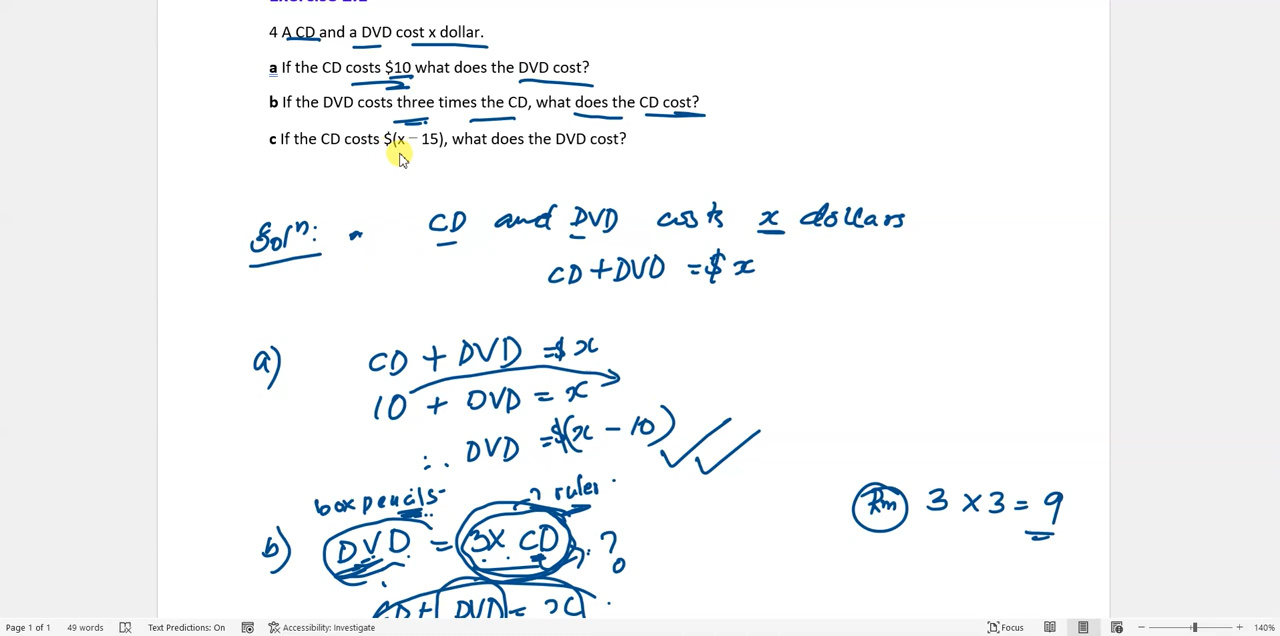 4 A CD and a DVD cost x dollar.
a If the CD costs $10 what does the DVD cost?
b If the DVD costs three times the CD, what does the CD cost?
c If the CD costs $(x – 15), what does the DVD cost?
Solⁿ: CD and DVD costs x dollars
CD + DVD = $ x
a) CD + DVD = $ x
10 + DVD = x
∴ DVD = $(x – 10)
box pencils ruler
Rm 3 × 3 = 9
b) DVD = 3x CD ?
CD + DVD = x
Page 1 of 1 49 words Text Predictions: On Accessibility: Investigate Focus 140%